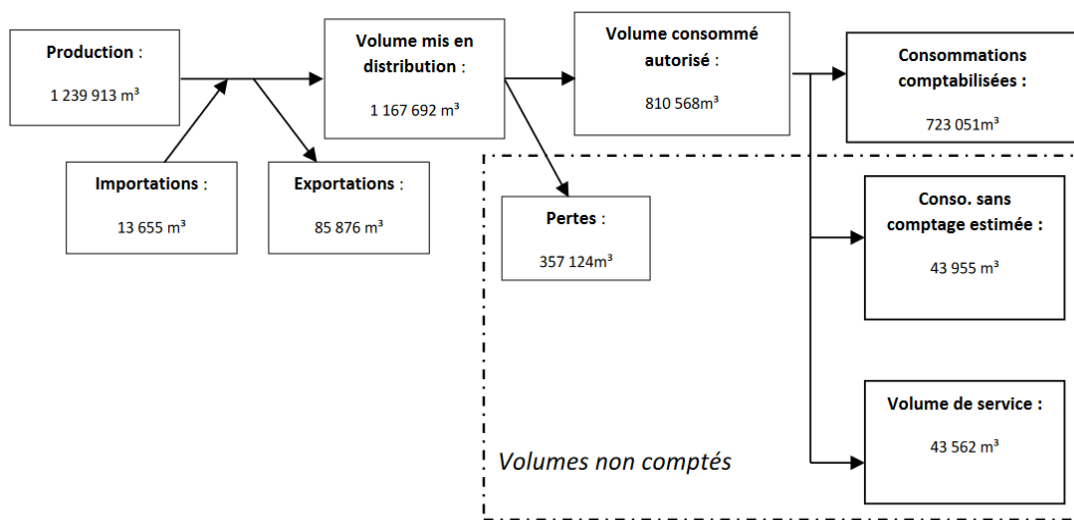 Production :
1 239 913 m³
Volume mis en
distribution :
1 167 692 m³
Volume consommé
autorisé :
810 568m³
Consommations
comptabilisées :
723 051m³
Importations :
13 655 m³
Exportations :
85 876 m³
Pertes :
357 124m³
Conso. sans
comptage estimée :
43 955 m³
Volume de service :
43 562 m³
Volumes non comptés